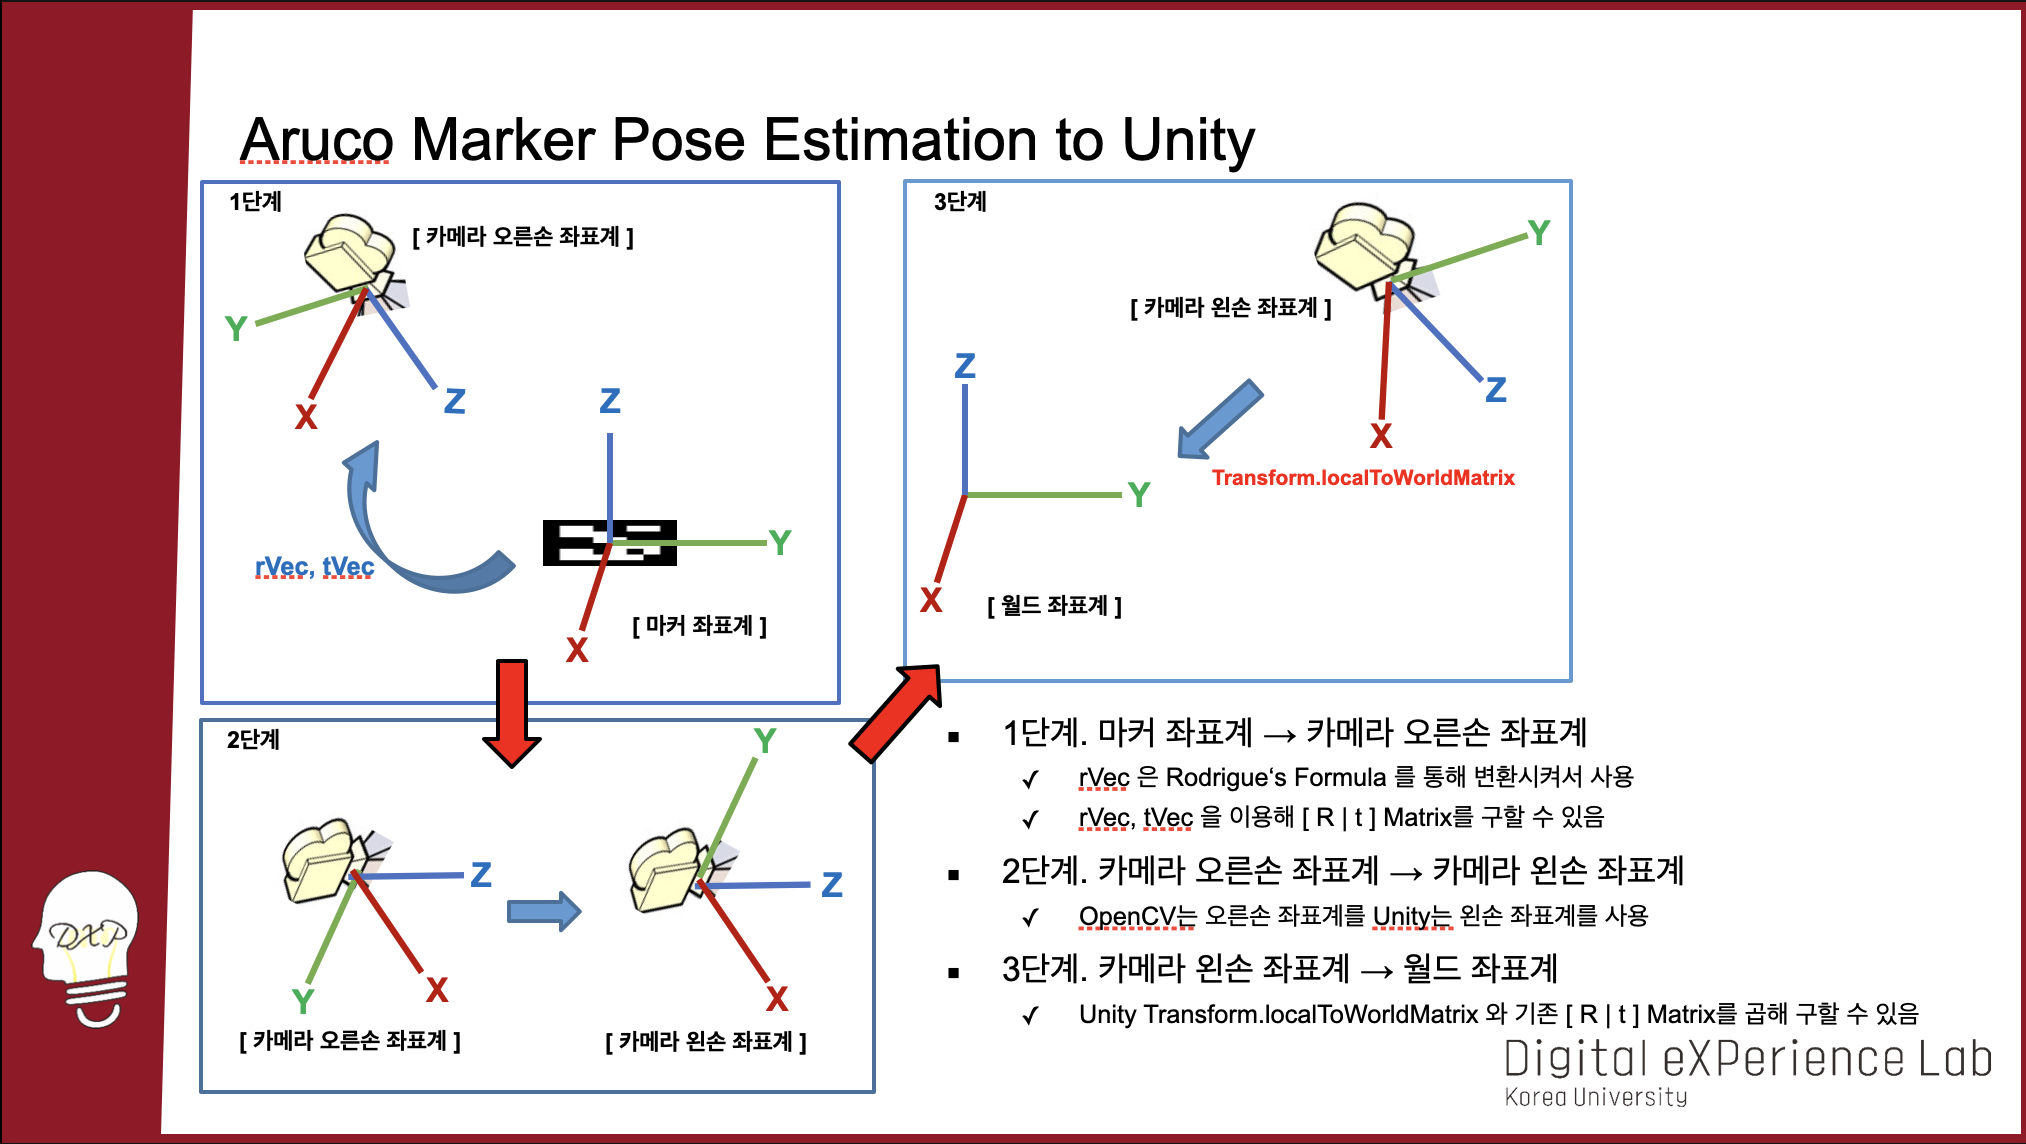 Aruco Marker Pose Estimation to Unity
1단계
[ 카메라 오른손 좌표계 ]
Y
X
Z
Z
Y
X
rVec, tVec
[ 마커 좌표계 ]
2단계
Z
Y
X
[ 카메라 오른손 좌표계 ]
Y
Z
X
[ 카메라 왼손 좌표계 ]
3단계
Y
[ 카메라 왼손 좌표계 ]
Z
X
Transform.localToWorldMatrix
Z
Y
X
[ 월드 좌표계 ]
■ 1단계. 마커 좌표계 → 카메라 오른손 좌표계
✓ rVec 은 Rodrigue‘s Formula 를 통해 변환시켜서 사용
✓ rVec, tVec 을 이용해 [ R | t ] Matrix를 구할 수 있음
■ 2단계. 카메라 오른손 좌표계 → 카메라 왼손 좌표계
✓ OpenCV는 오른손 좌표계를 Unity는 왼손 좌표계를 사용
■ 3단계. 카메라 왼손 좌표계 → 월드 좌표계
✓ Unity Transform.localToWorldMatrix 와 기존 [ R | t ] Matrix를 곱해 구할 수 있음
DXP
Digital eXPerience Lab
Korea University